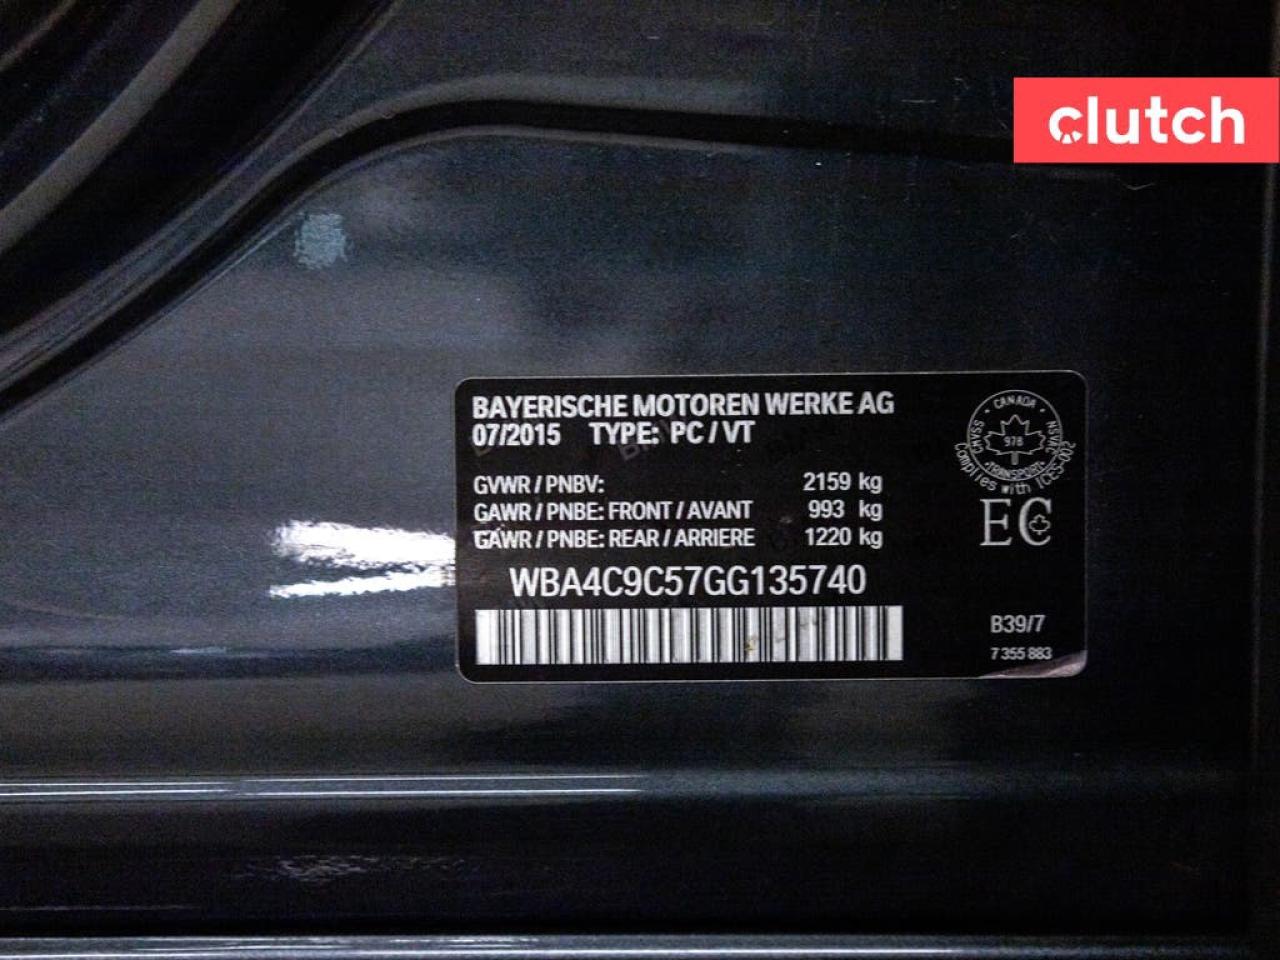 clutch
BAYERISCHE MOTOREN WERKE AG
07/2015 TYPE: PC / VT
GVWR / PNBV: 2159 kg
GAWR / PNBE: FRONT / AVANT 993 kg
GAWR / PNBE: REAR / ARRIERE 1220 kg
WBA4C9C57GG135740
CANADA
978
TRANSPORT
CMVSS
NSVAC
Complies with ICES-002
EC
B39/7
7 355 883